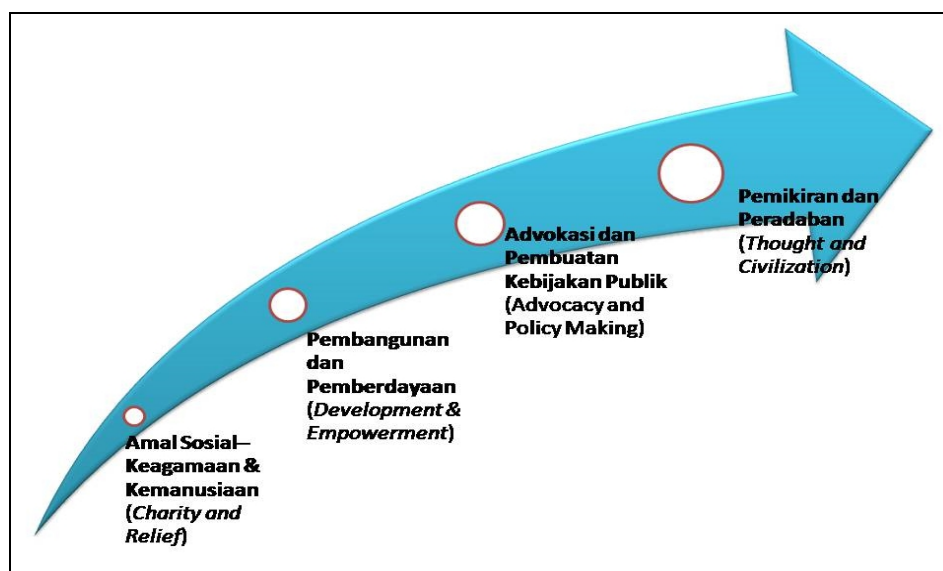 Amal Sosial–
Keagamaan &
Kemanusiaan
(Charity and
Relief)
Pembangunan
dan
Pemberdayaan
(Development &
Empowerment)
Advokasi dan
Pembuatan
Kebijakan Publik
(Advocacy and
Policy Making)
Pemikiran dan
Peradaban
(Thought and
Civilization)